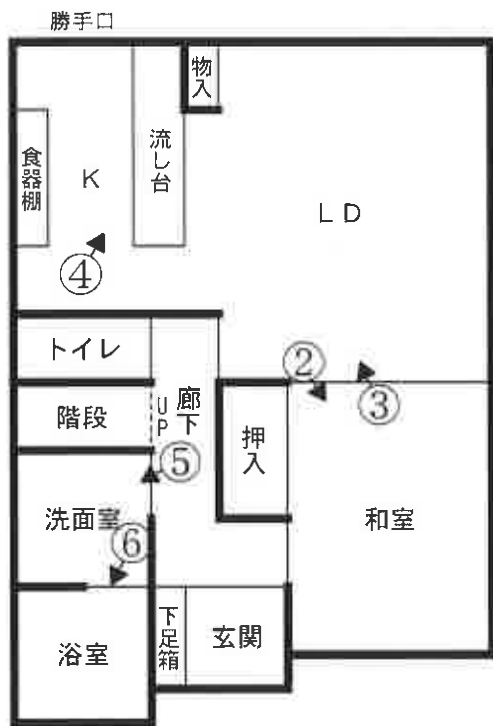 勝手口
物入
食器棚
K
流し台
LD
④
トイレ
②
③
階段
UP
廊下
押入
⑤
洗面室
和室
⑥
浴室
下足箱
玄関